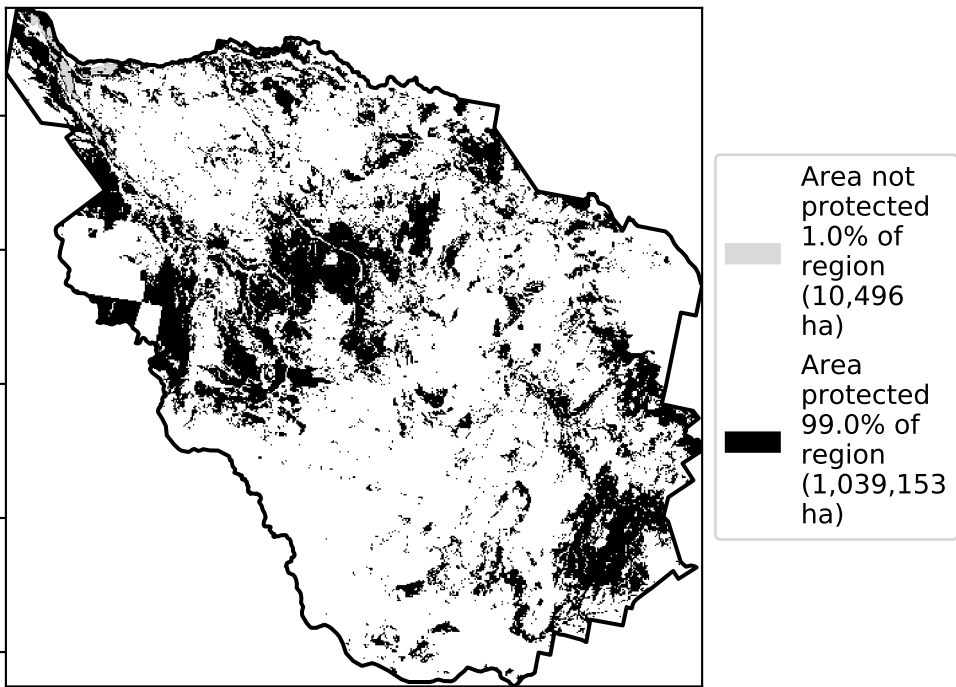 Area not
protected
1.0% of
region
(10,496
ha)
Area
protected
99.0% of
region
(1,039,153
ha)